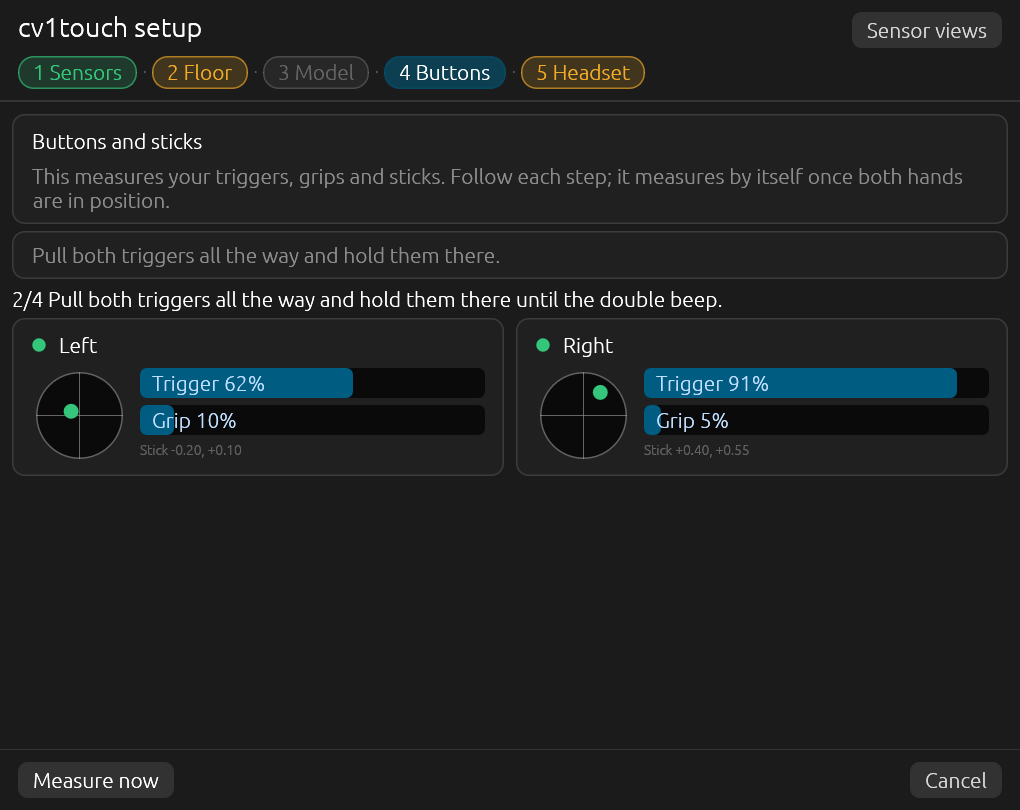 cv1touch setup
Sensor views
1 Sensors · 2 Floor · 3 Model · 4 Buttons · 5 Headset
Buttons and sticks
This measures your triggers, grips and sticks. Follow each step; it measures by itself once both hands
are in position.
Pull both triggers all the way and hold them there.
2/4 Pull both triggers all the way and hold them there until the double beep.
Left
Trigger 62%
Grip 10%
Stick -0.20, +0.10
Right
Trigger 91%
Grip 5%
Stick +0.40, +0.55
Measure now
Cancel